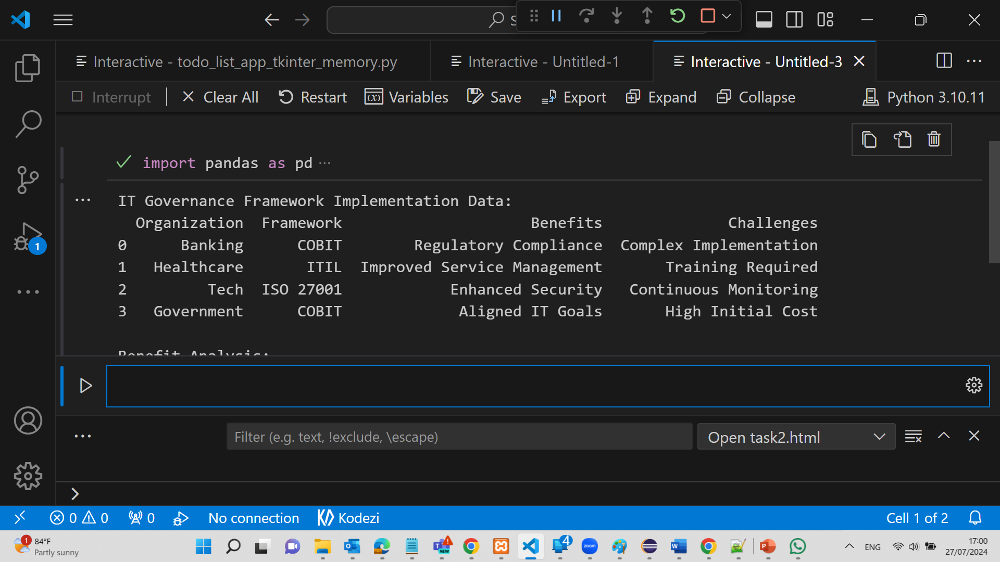 S
Interactive - todo_list_app_tkinter_memory.py
Interactive - Untitled-1
Interactive - Untitled-3
Interrupt
Clear All
Restart
Variables
Save
Export
Expand
Collapse
Python 3.10.11
import pandas as pd ···
IT Governance Framework Implementation Data:
Organization Framework Benefits Challenges
0 Banking COBIT Regulatory Compliance Complex Implementation
1 Healthcare ITIL Improved Service Management Training Required
2 Tech ISO 27001 Enhanced Security Continuous Monitoring
3 Government COBIT Aligned IT Goals High Initial Cost
Benefit Analysis:
1
Filter (e.g. text, !exclude, \escape)
Open task2.html
0 0
0
No connection
Kodezi
Cell 1 of 2
1
84°F
Partly sunny
NEW
4
zoom
ENG
17:00
27/07/2024